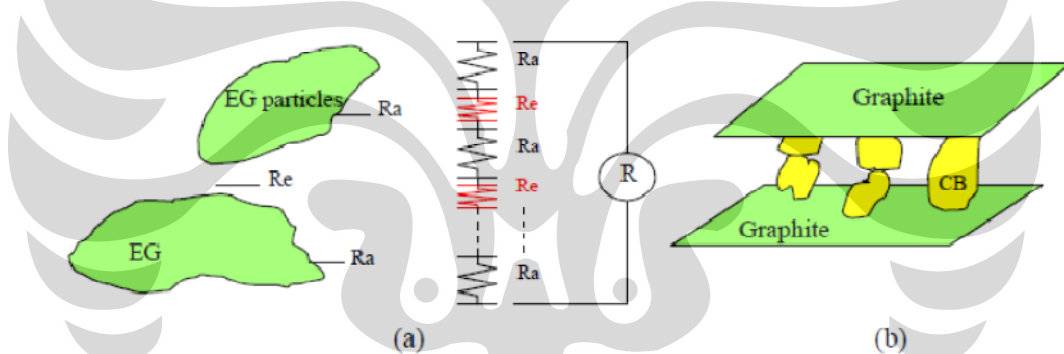 EG particles
Ra
Re
EG
Ra
Ra
Re
Ra
Re
Ra
R
(a)
Graphite
CB
Graphite
(b)